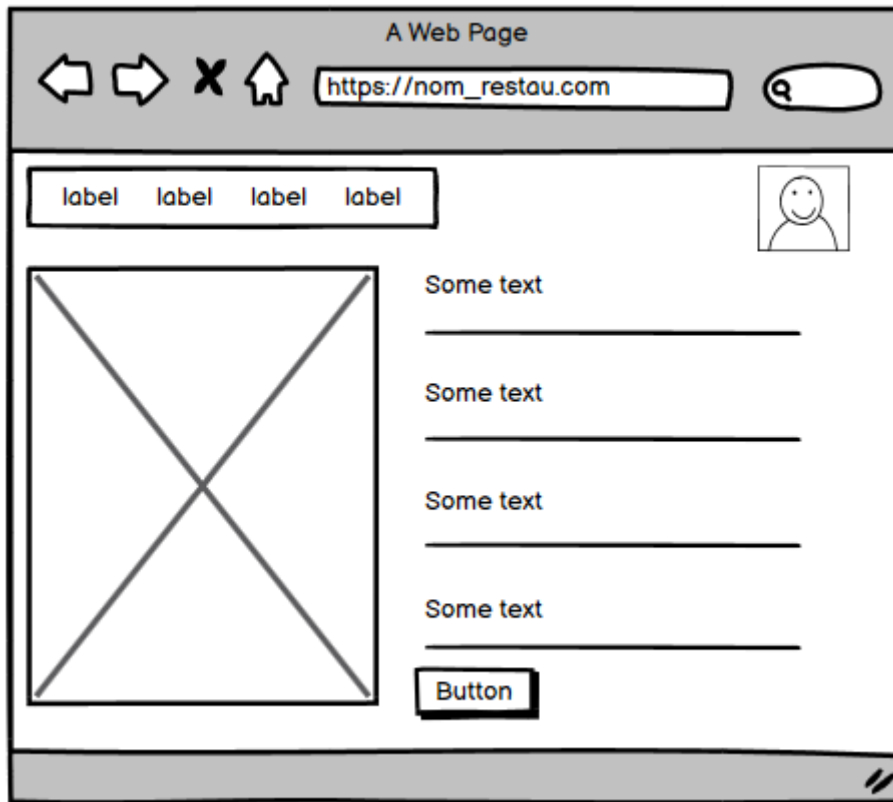 A Web Page
https://nom_restau.com
label label label label
Some text
Some text
Some text
Some text
Button